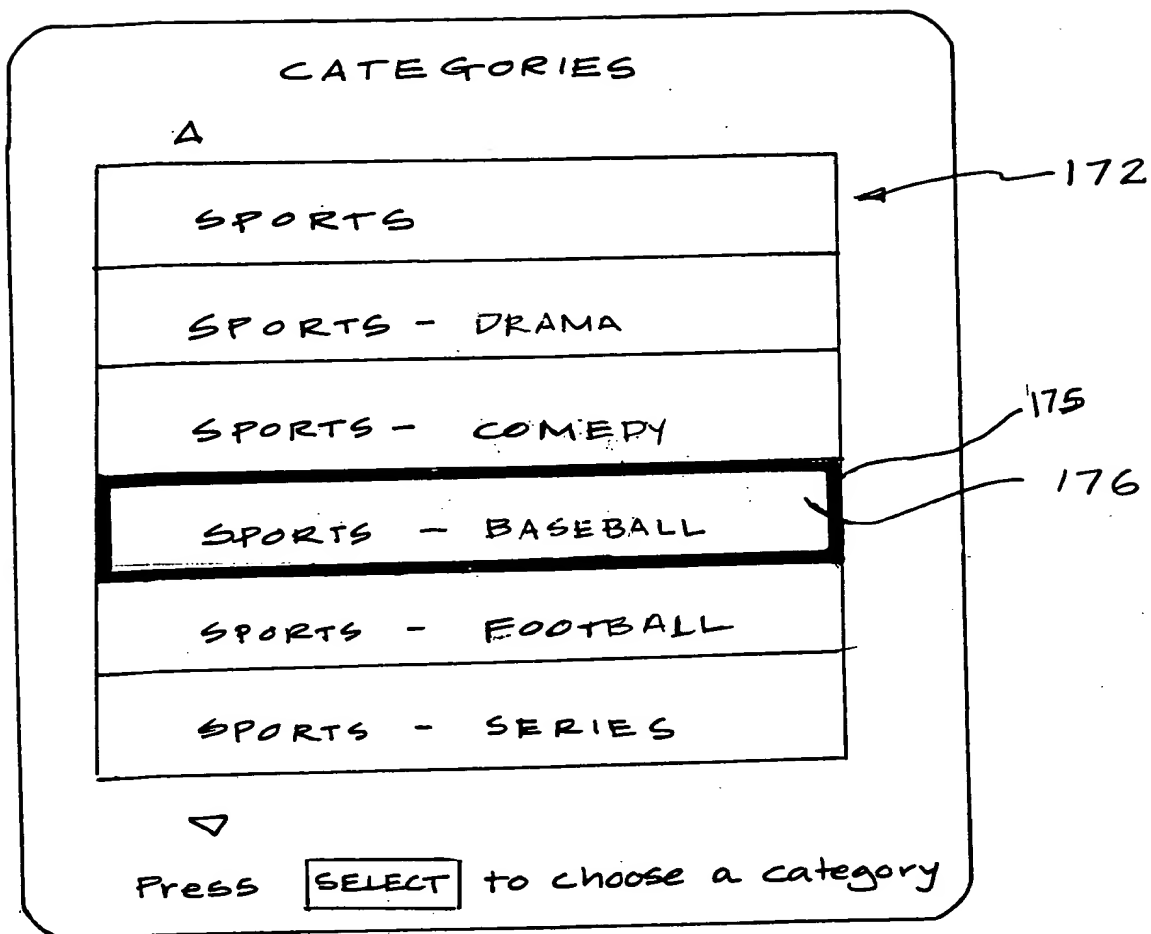 CATEGORIES
172
SPORTS
SPORTS - DRAMA
175
SPORTS - COMEDY
176
SPORTS - BASEBALL
SPORTS - FOOTBALL
SPORTS - SERIES
Press SELECT to choose a category